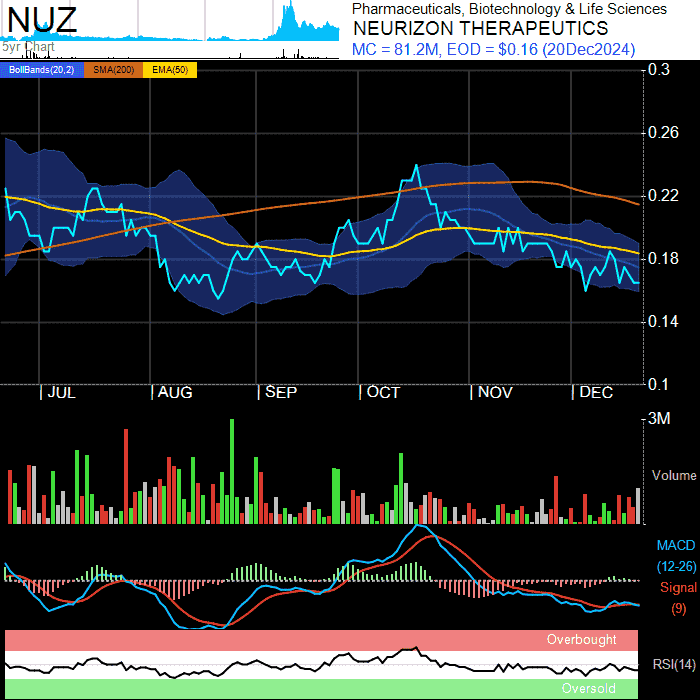 NUZ
5yr Chart
Pharmaceuticals, Biotechnology & Life Sciences
NEURIZON THERAPEUTICS
MC = 81.2M, EOD = $0.16 (20Dec2024)
BollBands(20,2) SMA(200) EMA(50)
0.3
0.26
0.22
0.18
0.14
0.1
JUL AUG SEP OCT NOV DEC
3M
Volume
MACD
(12-26)
Signal
(9)
Overbought
RSI(14)
Oversold